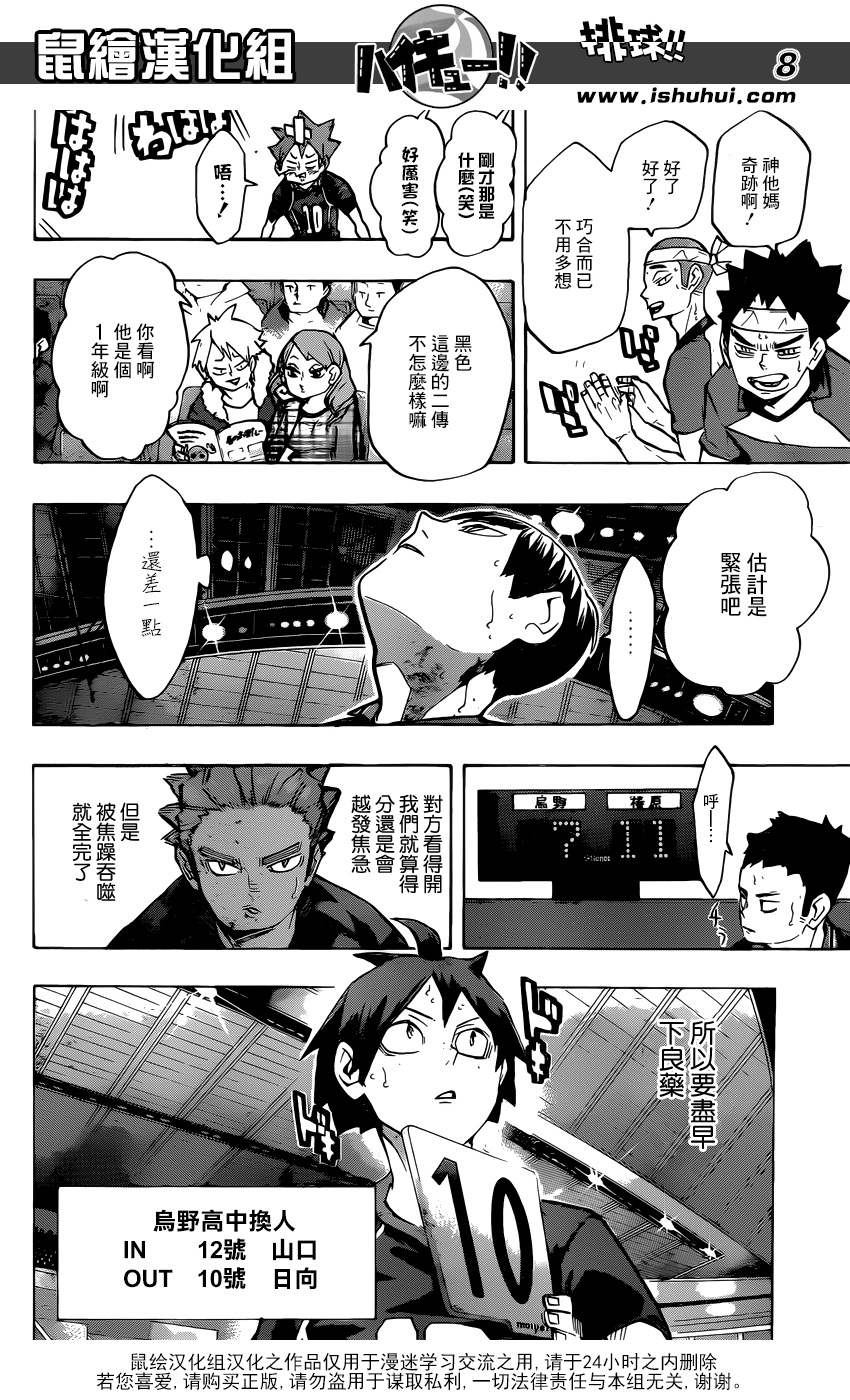 鼠繪漢化組
ハイキュー!!
排球!!
8
www.ishuhui.com
神他媽
奇跡啊！
好了
好了！
巧合而已
不用多想
剛才那是
什麼(笑)
好厲害(笑)
唔…！
わははは
ははは
10
黑色
這邊的二傳
不怎麼樣嘛
你看啊
他是個
1年級啊
估計是
緊張吧
……
…還差一點
呼—…
烏野
椿原
7
11
對方看得開
我們就算得
分還是會
越發焦急
但是
被焦躁吞噬
就全完了
所以要盡早
下良藥
ドキ
ドキ
10
烏野高中換人
IN 12號 山口
OUT 10號 日向
鼠绘汉化组汉化之作品仅用于漫迷学习交流之用, 请于24小时之内删除
若您喜爱, 请购买正版, 请勿盗用于谋取私利, 一切法律责任与本组无关, 谢谢.